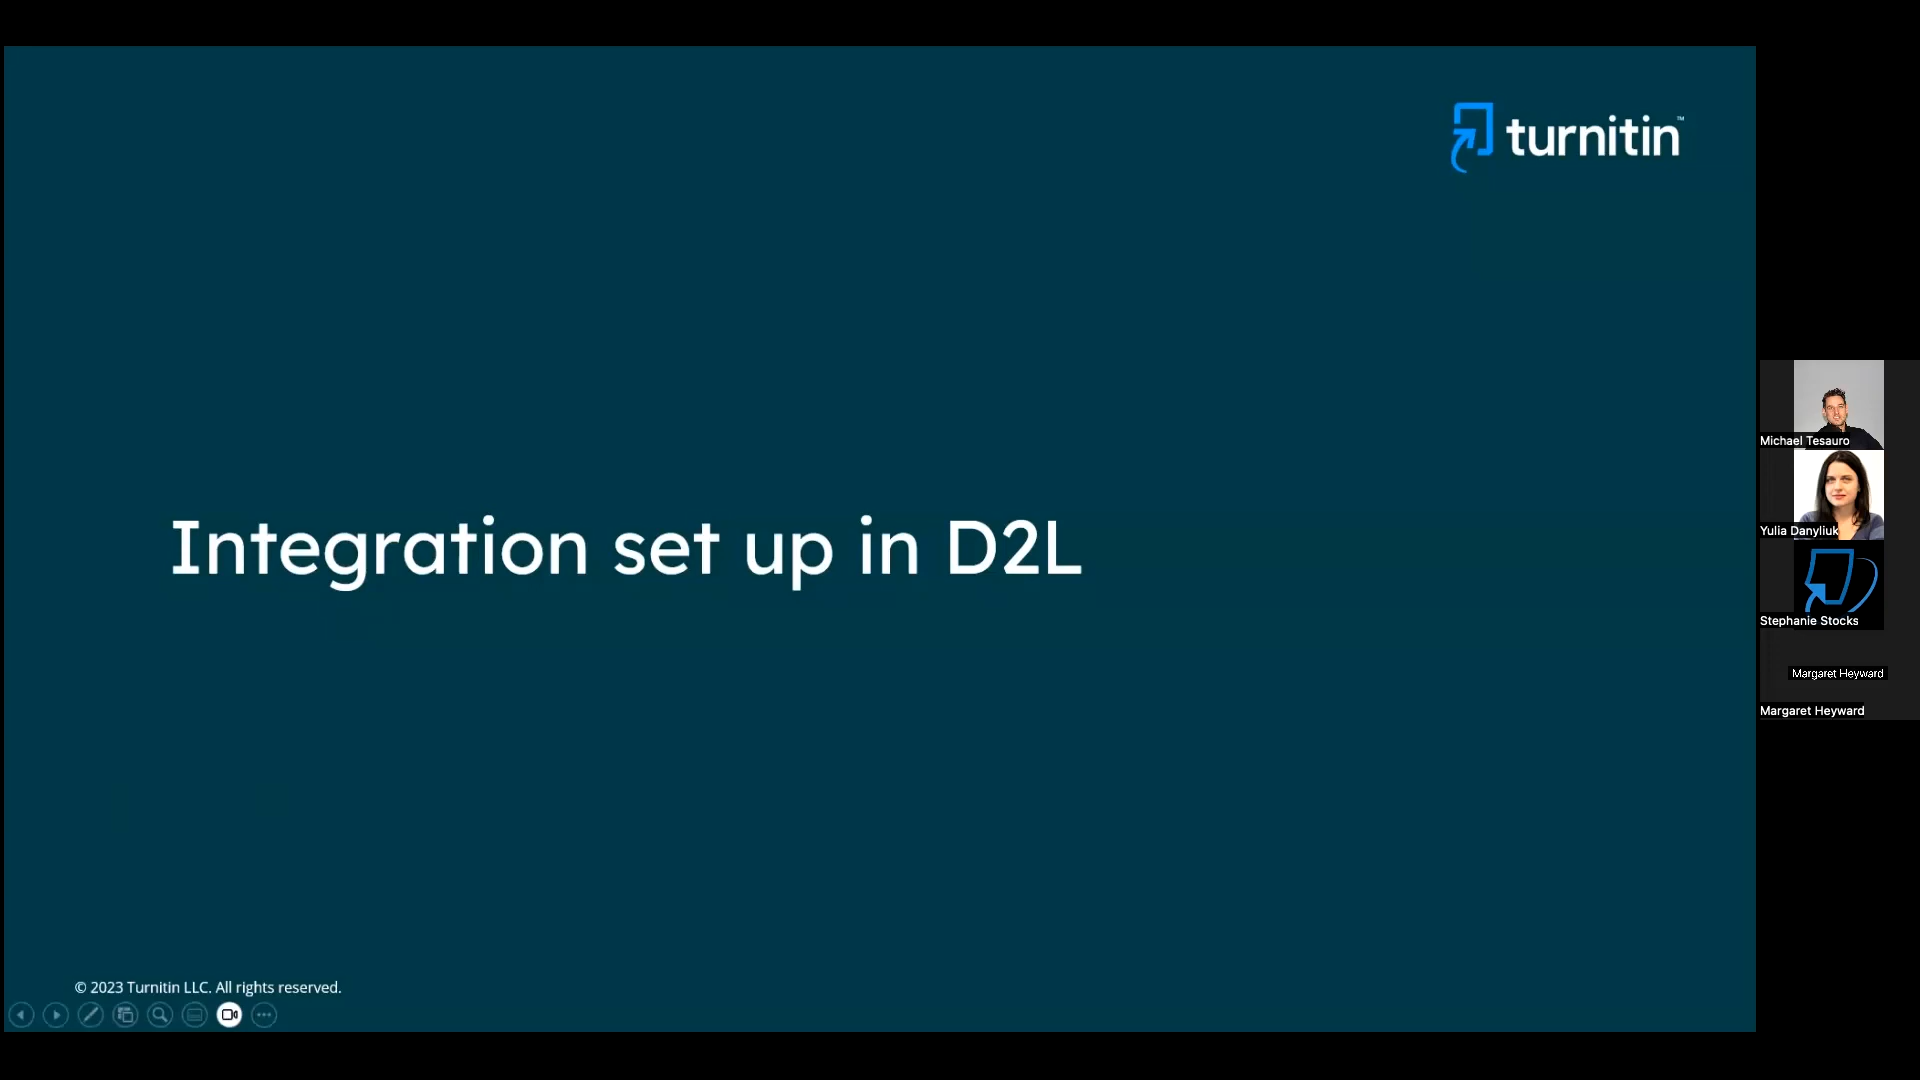 turnitin™
Integration set up in D2L
© 2023 Turnitin LLC. All rights reserved.
Michael Tesauro
Yulia Danyliuk
Stephanie Stocks
Margaret Heyward
Margaret Heyward